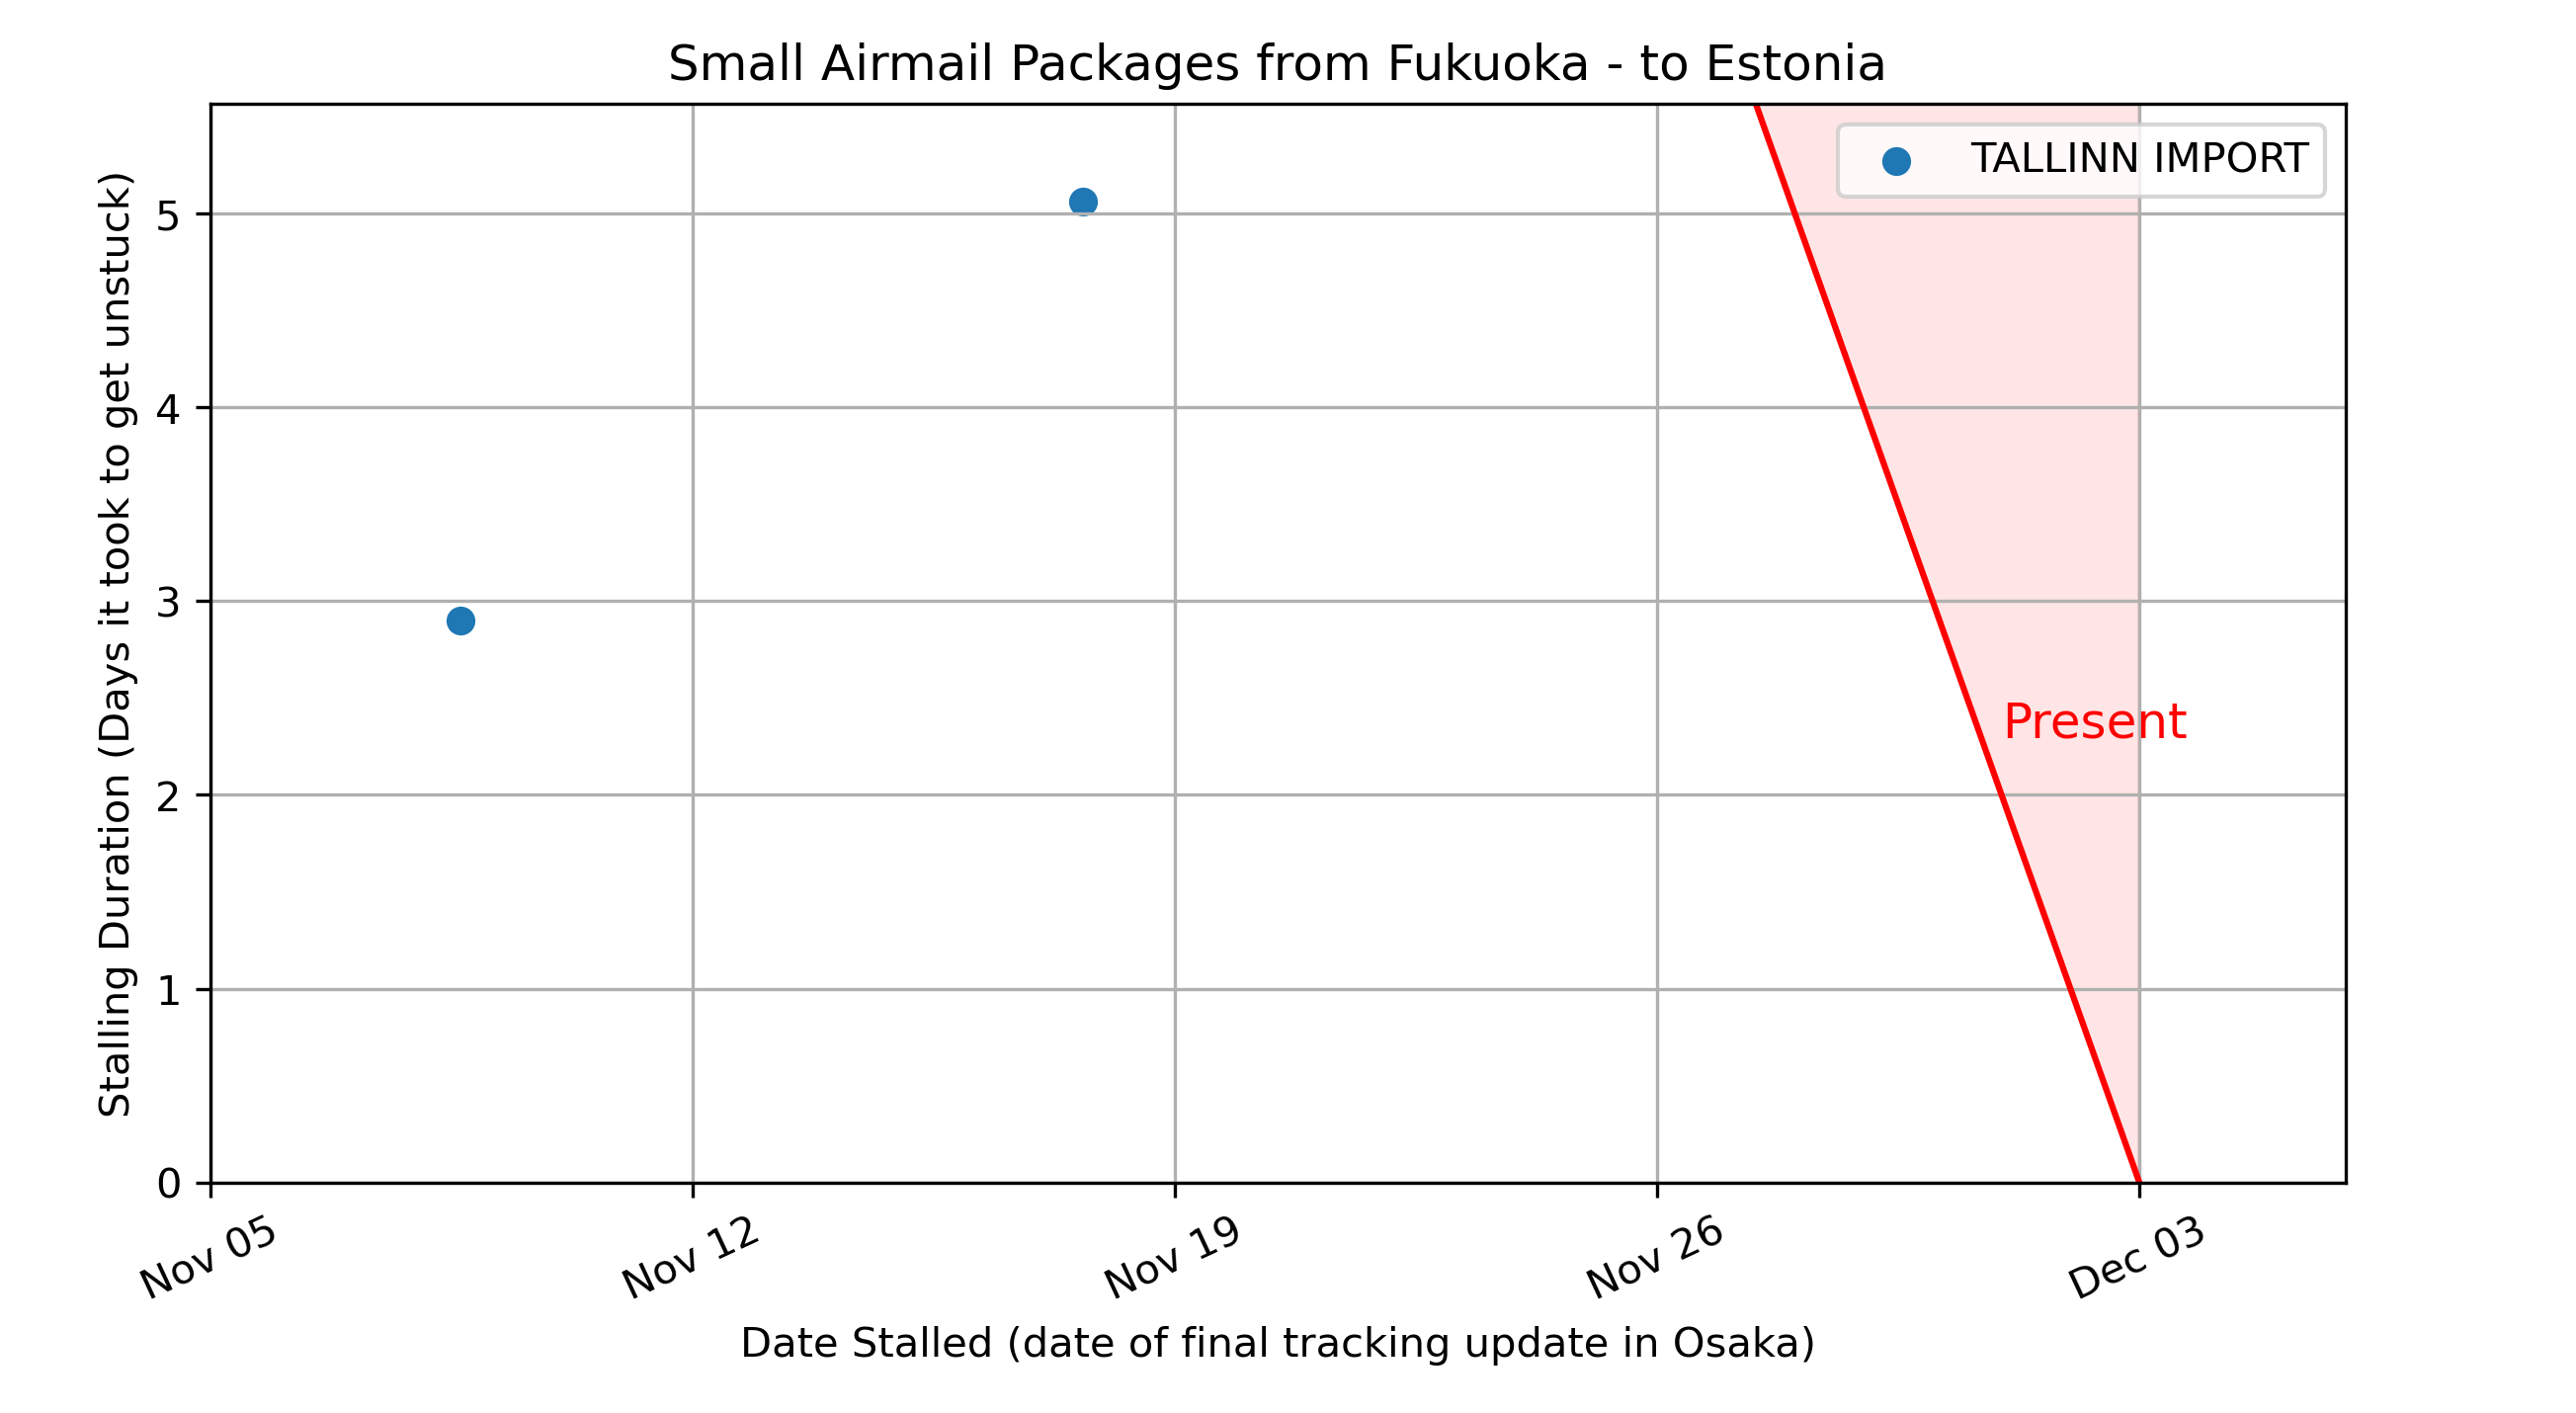 Small Airmail Packages from Fukuoka - to Estonia
TALLINN IMPORT
Stalling Duration (Days it took to get unstuck)
5
4
3
2
1
0
Present
Nov 05
Nov 12
Nov 19
Nov 26
Dec 03
Date Stalled (date of final tracking update in Osaka)